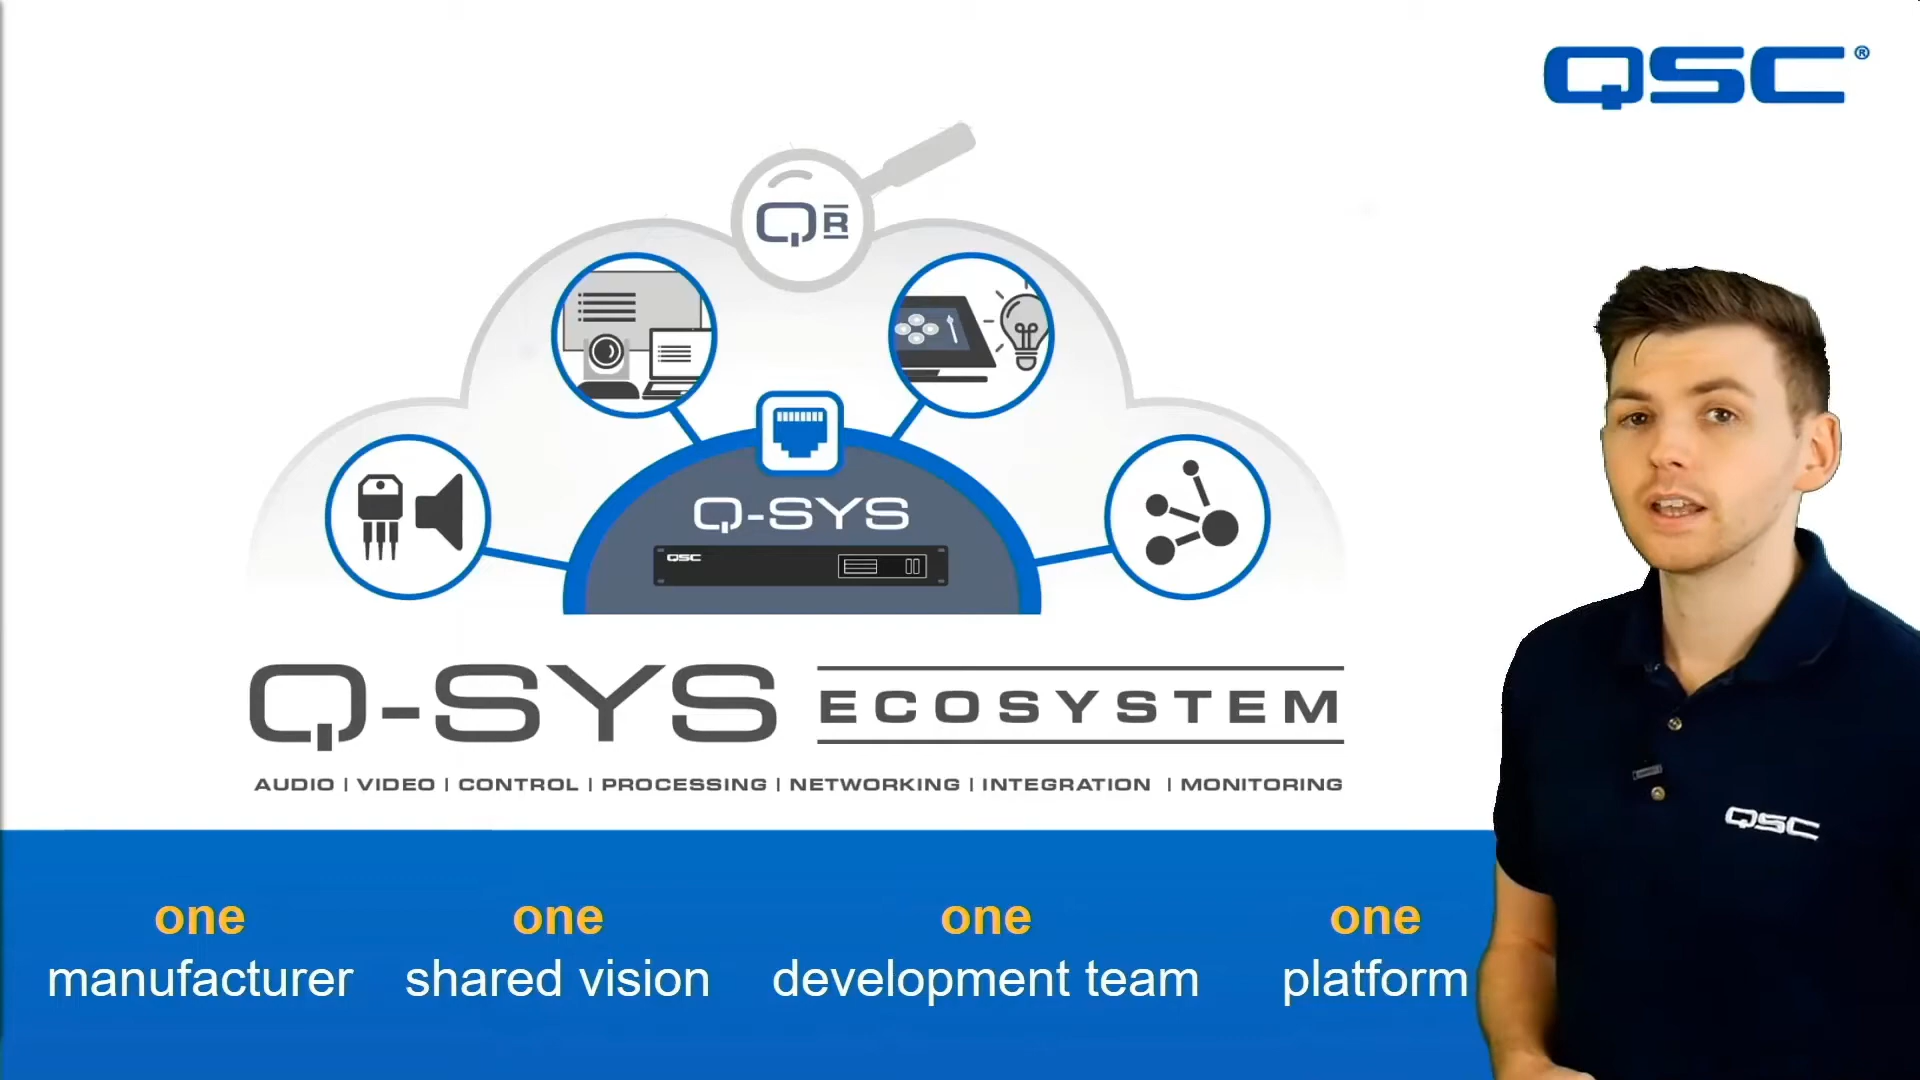 QSC®
QR
Q-SYS
QSC
Q-SYS ECOSYSTEM
AUDIO | VIDEO | CONTROL | PROCESSING | NETWORKING | INTEGRATION | MONITORING
QSC
one one one one
manufacturer shared vision development team platform